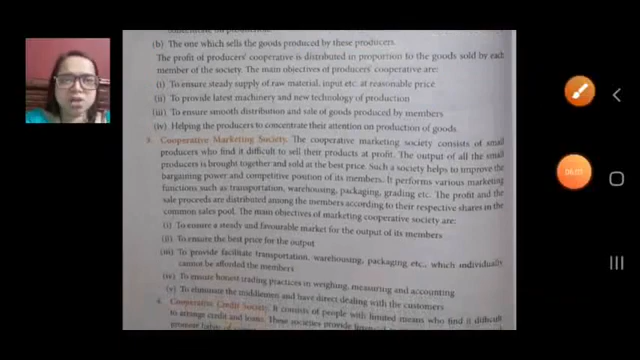 (b) The one which sells the goods produced by these producers.
The profit of producers' cooperative is distributed in proportion to the goods sold by each
member of the society. The main objectives of producers' cooperative are:
(i) To ensure steady supply of raw material, input etc. at reasonable price
(ii) To provide latest machinery and new technology of production
(iii) To ensure smooth distribution and sale of goods produced by members
(iv) Helping the producers to concentrate their attention on production of goods.
Cooperative Marketing Society. The cooperative marketing society consists of small
producers who find it difficult to sell their products at profit. The output of all the small
producers is brought together and sold at the best price. Such a society helps to improve the
bargaining power and competitive position of its members. It performs various marketing
functions such as transportation, warehousing, packaging, grading etc. The profit and the
sale proceeds are distributed among the members according to their respective shares in the
common sales pool. The main objectives of marketing cooperative society are:
(i) To ensure a steady and favourable market for the output of its members
(ii) To ensure the best price for the output
(iii) To provide facilitate transportation, warehousing, packaging etc., which individually
cannot be afforded the members
(iv) To ensure honest trading practices in weighing, measuring and accounting
(v) To eliminate the middlemen and have direct dealing with the customers
Cooperative Credit Society. It consists of people with limited means who find it difficult
to arrange credit and loans. These societies provide